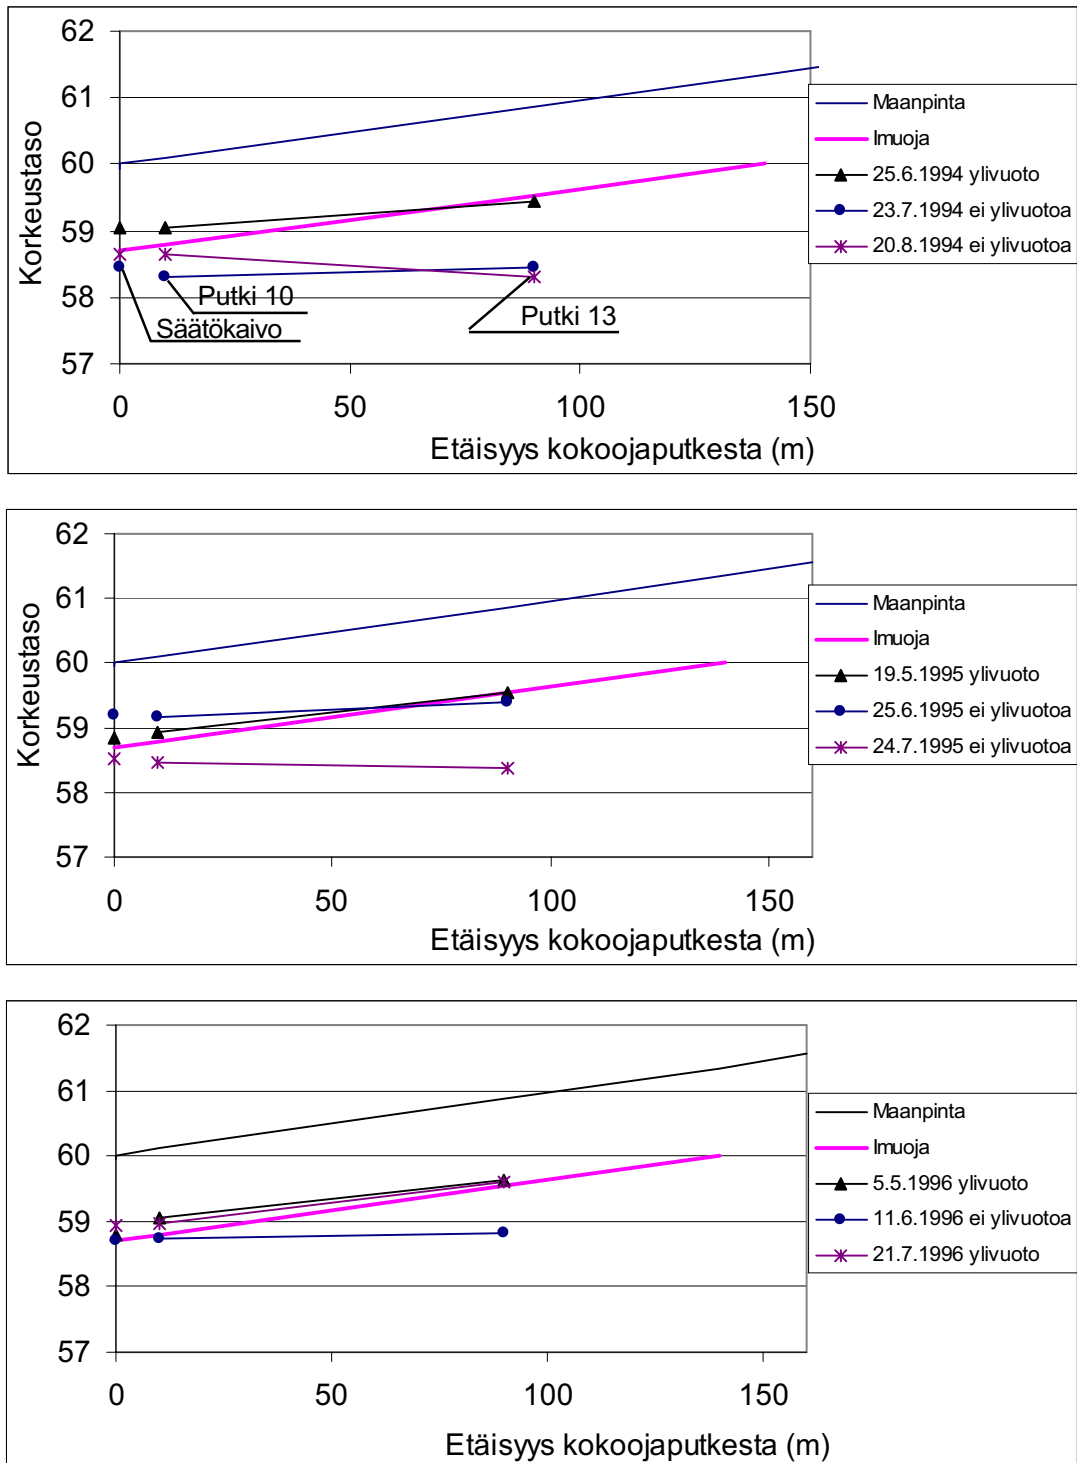 62
61
60
59
58
57
Korkeustaso
0
50
100
150
Etäisyys kokoojaputkesta (m)
Putki 10
Säätökaivo
Putki 13
Maanpinta
Imuoja
25.6.1994 ylivuoto
23.7.1994 ei ylivuotoa
20.8.1994 ei ylivuotoa
62
61
60
59
58
57
Korkeustaso
0
50
100
150
Etäisyys kokoojaputkesta (m)
Maanpinta
Imuoja
19.5.1995 ylivuoto
25.6.1995 ei ylivuotoa
24.7.1995 ei ylivuotoa
62
61
60
59
58
57
0
50
100
150
Etäisyys kokoojaputkesta (m)
Maanpinta
Imuoja
5.5.1996 ylivuoto
11.6.1996 ei ylivuotoa
21.7.1996 ylivuoto